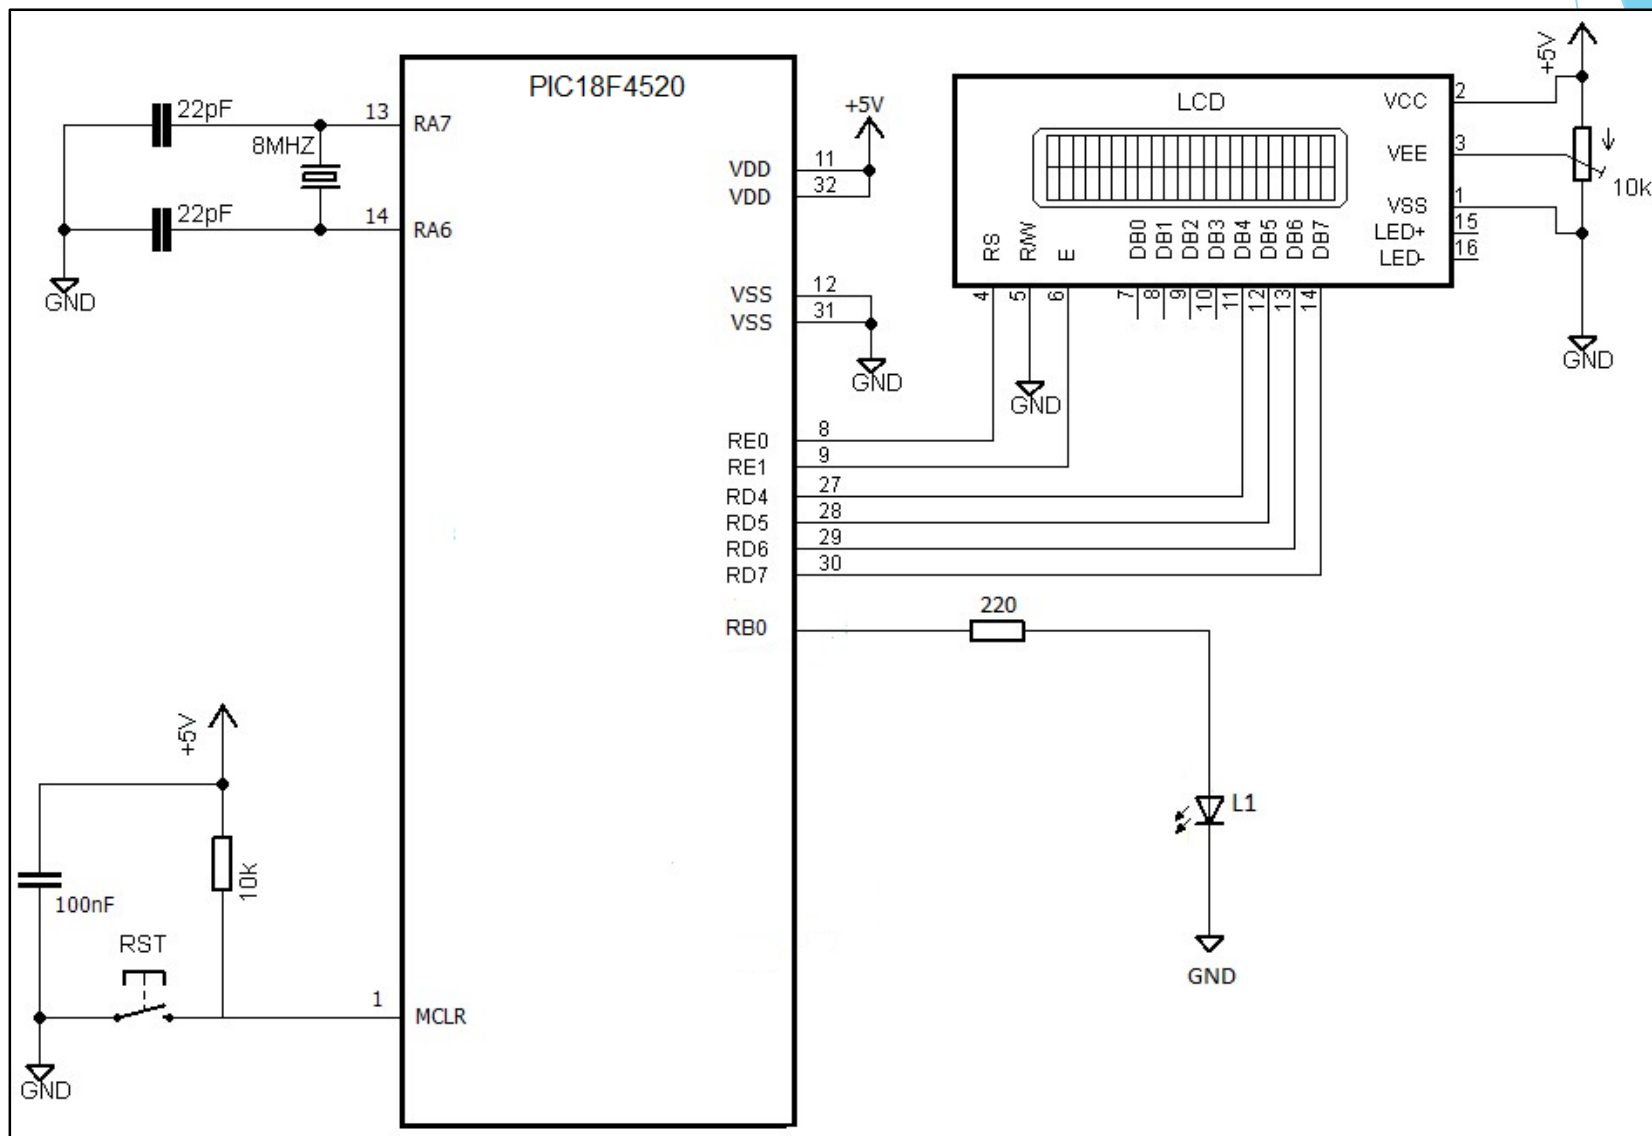 PIC18F4520
22pF
13
RA7
8MHZ
22pF
14
RA6
GND
+5V
VDD
11
VDD
32
VSS
12
VSS
31
GND
LCD
VCC
2
VEE
3
VSS
1
LED+
15
LED-
16
RS
R/W
E
DB0
DB1
DB2
DB3
DB4
DB5
DB6
DB7
4
5
6
7
8
9
10
11
12
13
14
+5V
10k
GND
GND
RE0
8
RE1
9
RD4
27
RD5
28
RD6
29
RD7
30
RB0
220
L1
GND
+5V
10k
100nF
RST
1
MCLR
GND